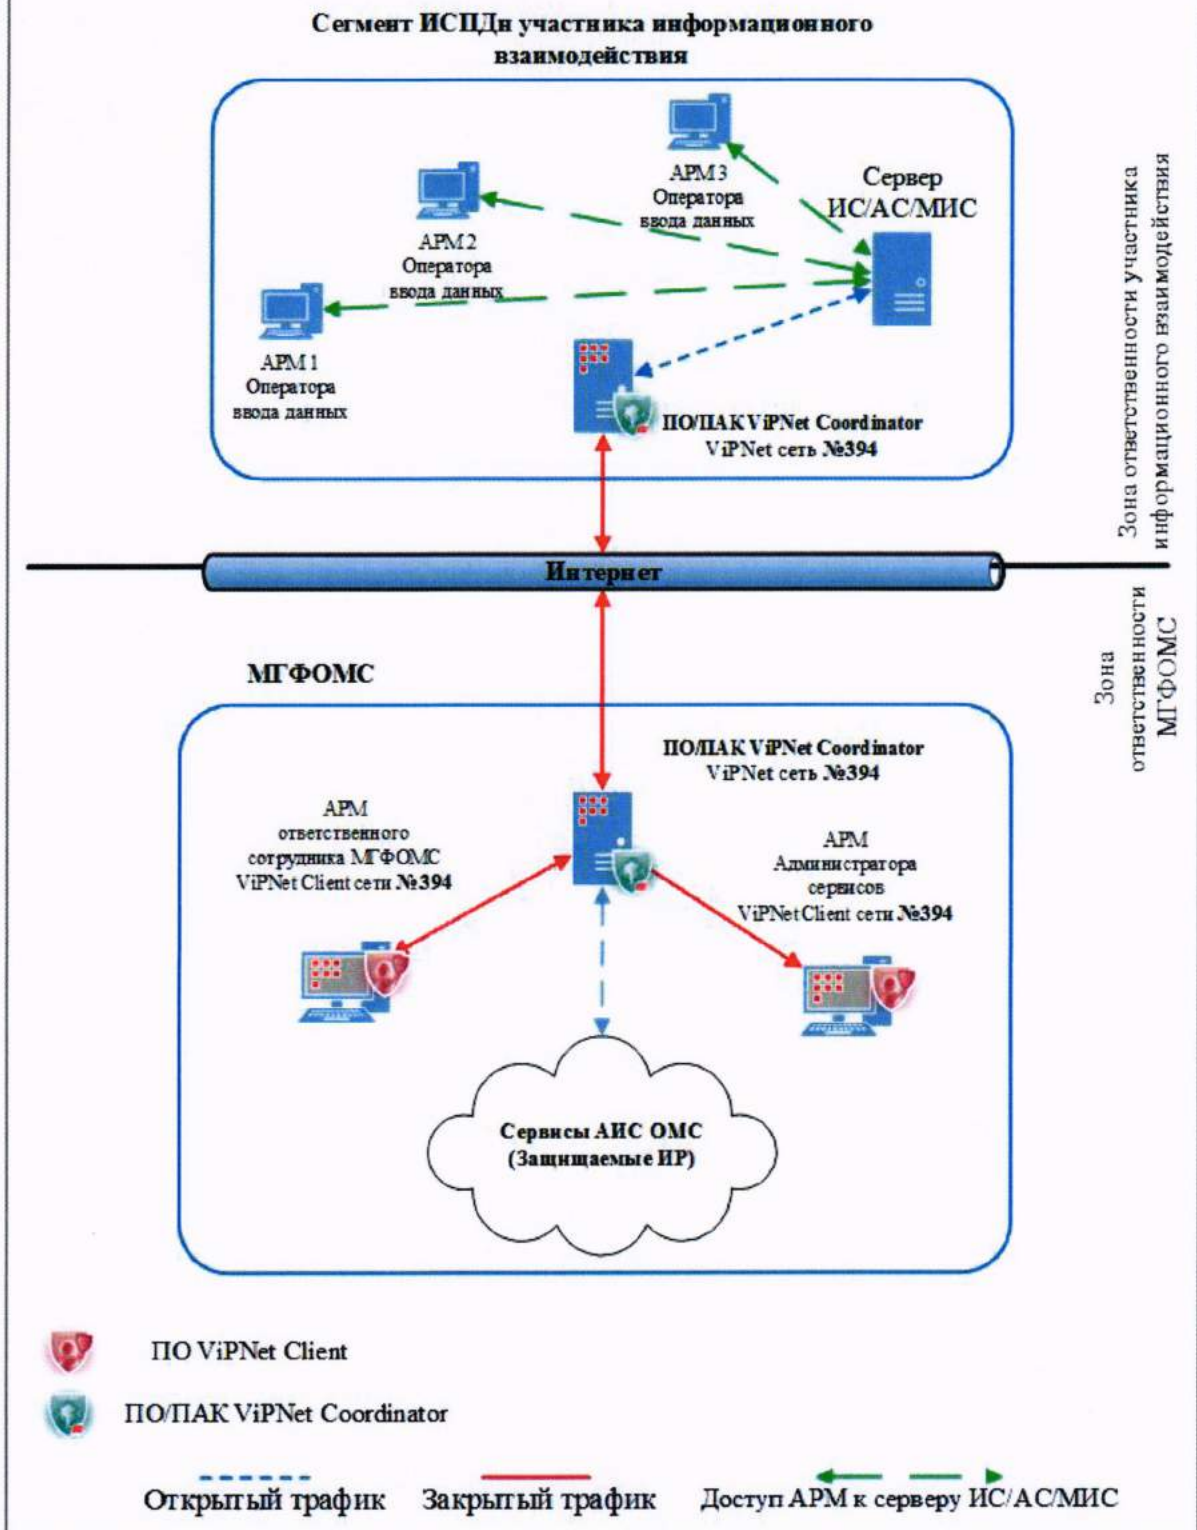 Сегмент ИСПДн участника информационного
взаимодействия
АРМ 3
Оператора
ввода данных
Сервер
ИС/АС/МИС
АРМ 2
Оператора
ввода данных
АРМ 1
Оператора
ввода данных
ПО/ПАК ViPNet Coordinator
ViPNet сеть №394
Зона ответственности участника
информационного взаимодействия
Интернет
Зона
ответственности
МГФОМС
МГФОМС
ПО/ПАК ViPNet Coordinator
ViPNet сеть №394
АРМ
ответственного
сотрудника МГФОМС
ViPNet Client сети №394
АРМ
Администратора
сервисов
ViPNet Client сети №394
Сервисы АИС ОМС
(Защищаемые ИР)
ПО ViPNet Client
ПО/ПАК ViPNet Coordinator
Открытый трафик
Закрытый трафик
Доступ АРМ к серверу ИС/АС/МИС